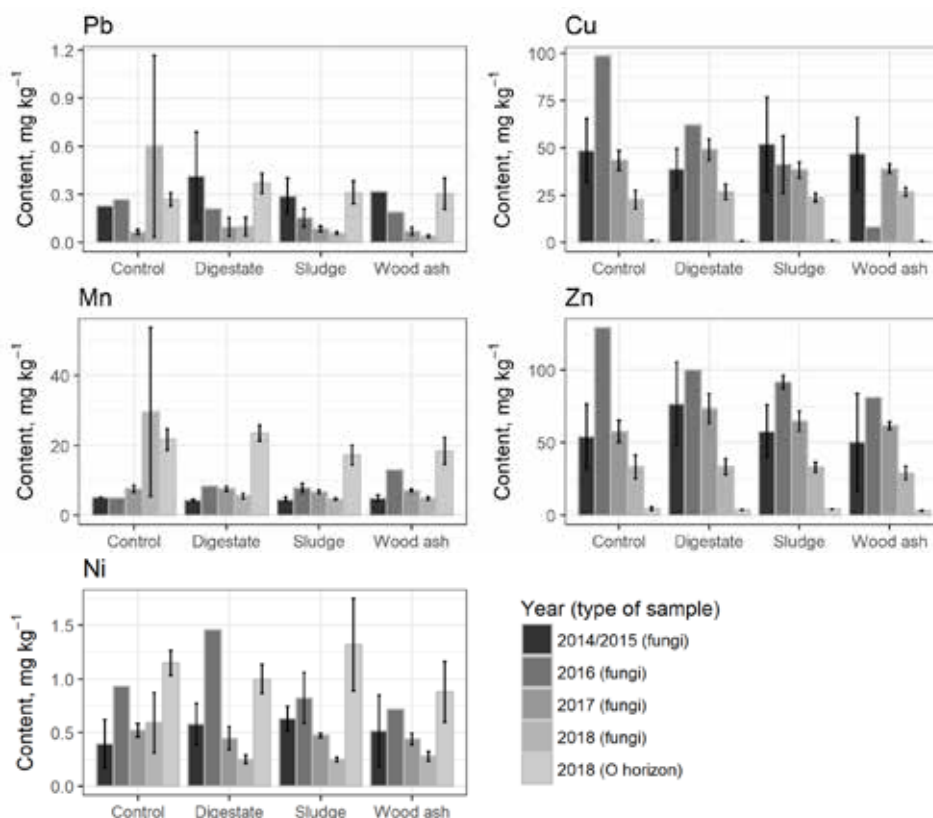 Pb
Content, mg kg⁻¹
1.2
0.9
0.6
0.3
0.0
Control Digestate Sludge Wood ash
Cu
Content, mg kg⁻¹
100
75
50
25
0
Control Digestate Sludge Wood ash
Mn
Content, mg kg⁻¹
40
20
0
Control Digestate Sludge Wood ash
Zn
Content, mg kg⁻¹
100
50
0
Control Digestate Sludge Wood ash
Ni
Content, mg kg⁻¹
1.5
1.0
0.5
0.0
Control Digestate Sludge Wood ash
Year (type of sample)
2014/2015 (fungi)
2016 (fungi)
2017 (fungi)
2018 (fungi)
2018 (O horizon)